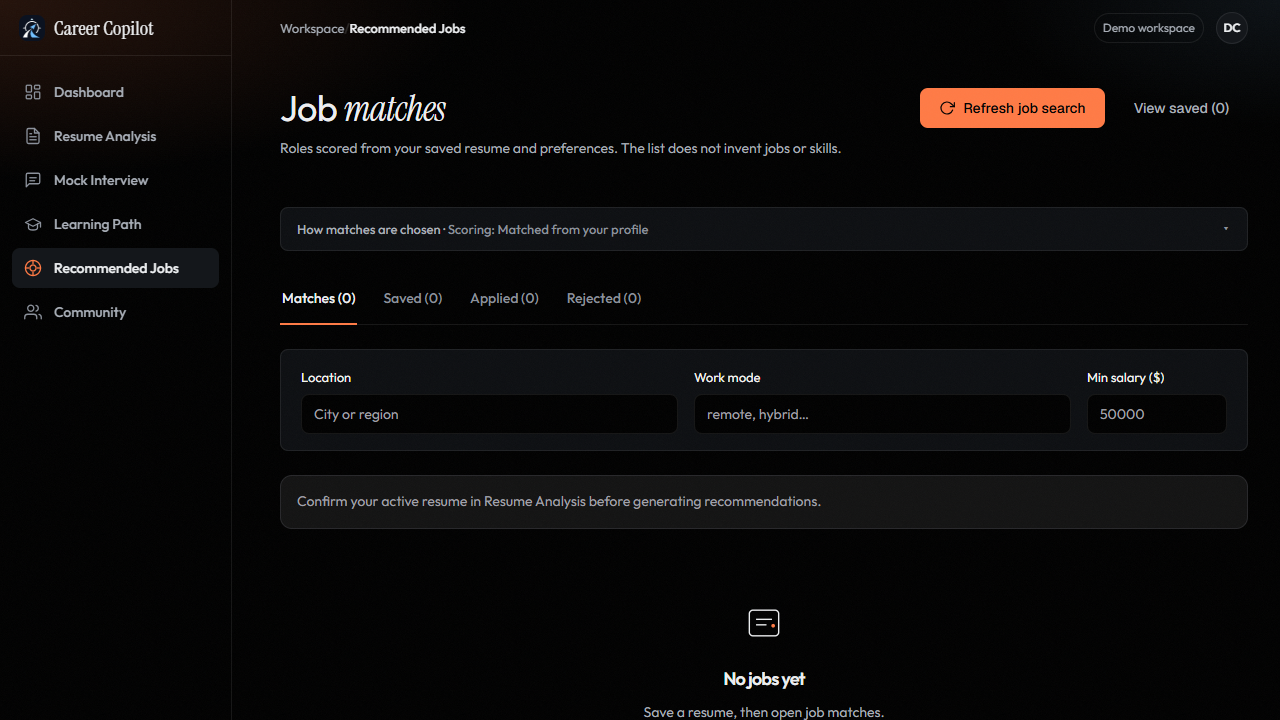 Career Copilot
Workspace Recommended Jobs
Demo workspace
DC
Dashboard
Resume Analysis
Mock Interview
Learning Path
Recommended Jobs
Community
Job matches
Refresh job search
View saved (0)
Roles scored from your saved resume and preferences. The list does not invent jobs or skills.
How matches are chosen · Scoring: Matched from your profile
Matches (0)
Saved (0)
Applied (0)
Rejected (0)
Location
Work mode
Min salary ($)
City or region
remote, hybrid…
50000
Confirm your active resume in Resume Analysis before generating recommendations.
No jobs yet
Save a resume, then open job matches.